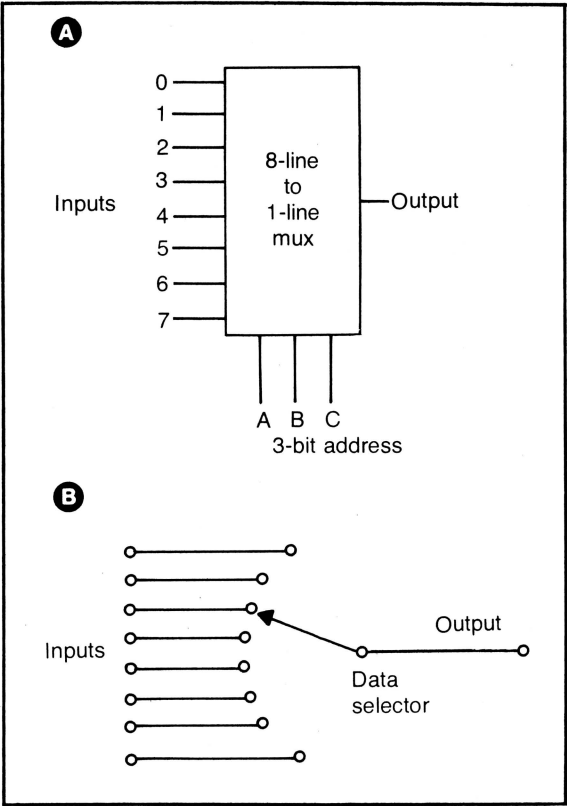 A
0
1
2
3
4
5
6
7
Inputs
8-line
to
1-line
mux
Output
A B C
3-bit address
B
Inputs
Output
Data
selector